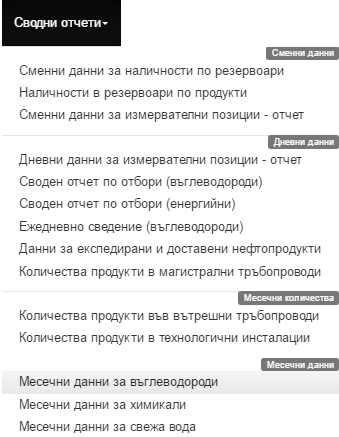 Сводни отчети
Сменни данни
Сменни данни за наличности по резервоари
Наличности в резервоари по продукти
Сменни данни за измервателни позиции - отчет
Дневни данни
Дневни данни за измервателни позиции - отчет
Своден отчет по отбори (въглеводороди)
Своден отчет по отбори (енергийни)
Ежедневно сведение (въглеводороди)
Данни за експедирани и доставени нефтопродукти
Количества продукти в магистрални тръбопроводи
Месечни количества
Количества продукти във вътрешни тръбопроводи
Количества продукти в технологични инсталации
Месечни данни
Месечни данни за въглеводороди
Месечни данни за химикали
Месечни данни за свежа вода